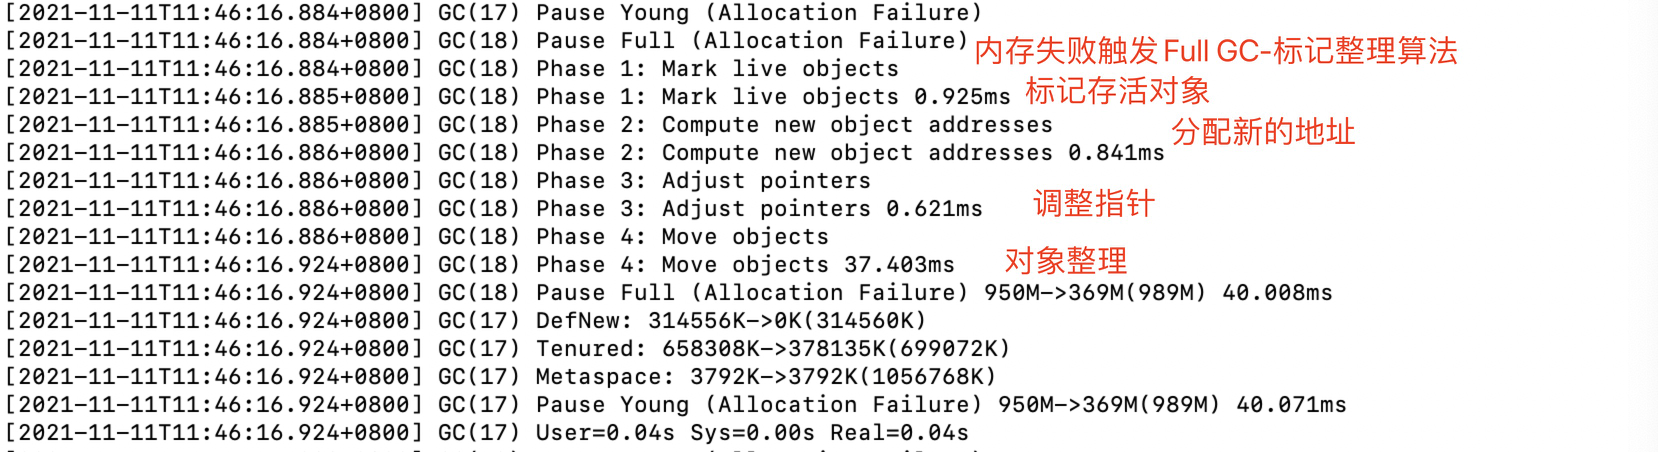 [2021-11-11T11:46:16.884+0800] GC(17) Pause Young (Allocation Failure)
[2021-11-11T11:46:16.884+0800] GC(18) Pause Full (Allocation Failure) 内存失败触发Full GC-标记整理算法
[2021-11-11T11:46:16.884+0800] GC(18) Phase 1: Mark live objects
[2021-11-11T11:46:16.885+0800] GC(18) Phase 1: Mark live objects 0.925ms 标记存活对象
[2021-11-11T11:46:16.885+0800] GC(18) Phase 2: Compute new object addresses
分配新的地址
[2021-11-11T11:46:16.886+0800] GC(18) Phase 2: Compute new object addresses 0.841ms
[2021-11-11T11:46:16.886+0800] GC(18) Phase 3: Adjust pointers
[2021-11-11T11:46:16.886+0800] GC(18) Phase 3: Adjust pointers 0.621ms 调整指针
[2021-11-11T11:46:16.886+0800] GC(18) Phase 4: Move objects
[2021-11-11T11:46:16.924+0800] GC(18) Phase 4: Move objects 37.403ms 对象整理
[2021-11-11T11:46:16.924+0800] GC(18) Pause Full (Allocation Failure) 950M->369M(989M) 40.008ms
[2021-11-11T11:46:16.924+0800] GC(17) DefNew: 314556K->0K(314560K)
[2021-11-11T11:46:16.924+0800] GC(17) Tenured: 658308K->378135K(699072K)
[2021-11-11T11:46:16.924+0800] GC(17) Metaspace: 3792K->3792K(1056768K)
[2021-11-11T11:46:16.924+0800] GC(17) Pause Young (Allocation Failure) 950M->369M(989M) 40.071ms
[2021-11-11T11:46:16.924+0800] GC(17) User=0.04s Sys=0.00s Real=0.04s